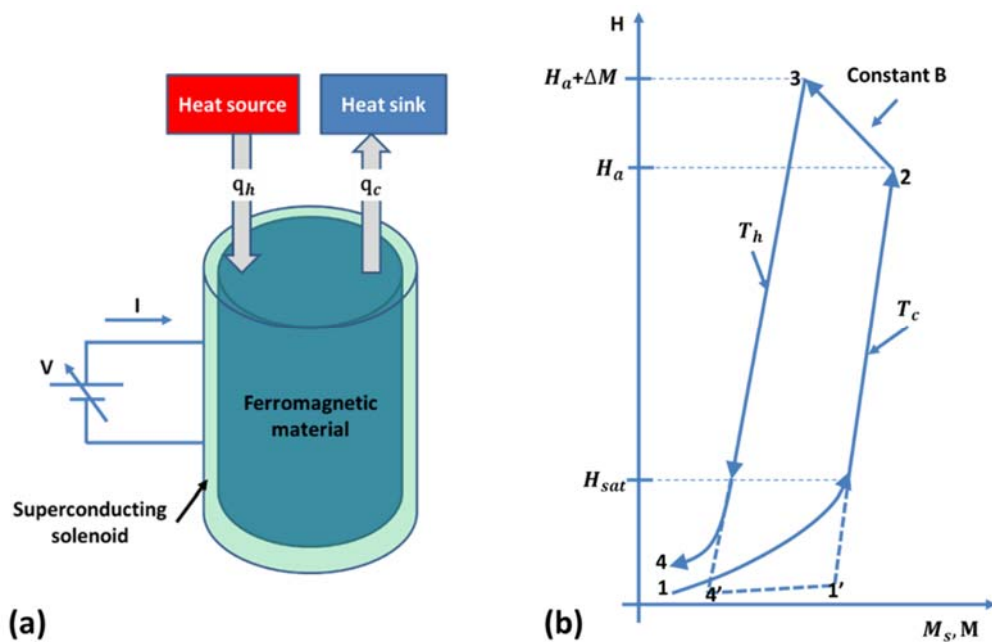 Heat source
Heat sink
q_h
q_c
I
V
Ferromagnetic
material
Superconducting
solenoid
(a)
H
H_a+ΔM
3
Constant B
H_a
2
T_h
T_c
H_sat
4
1
4'
1'
M_s, M
(b)